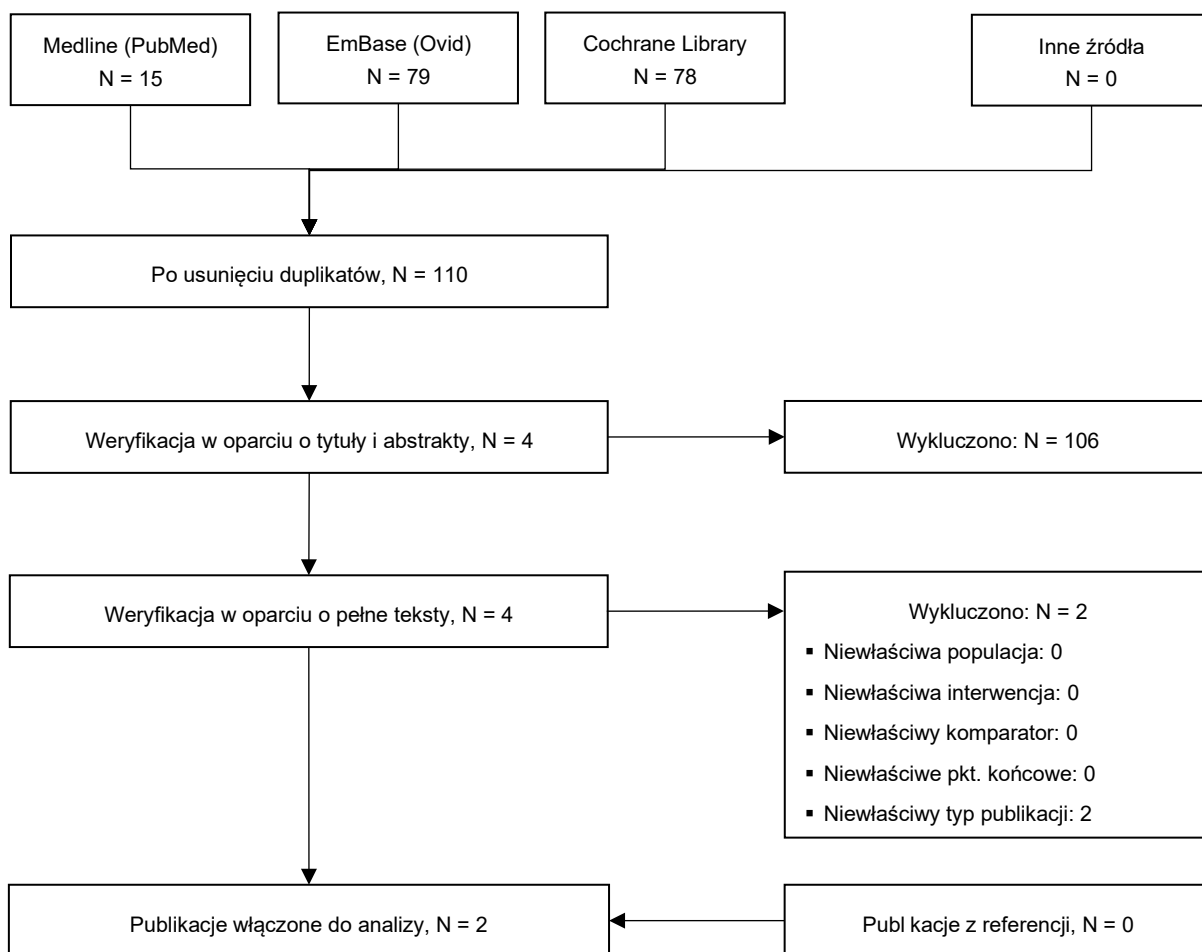 Medline (PubMed)
N = 15
EmBase (Ovid)
N = 79
Cochrane Library
N = 78
Inne źródła
N = 0
Po usunięciu duplikatów, N = 110
Weryfikacja w oparciu o tytuły i abstrakty, N = 4
Wykluczono: N = 106
Weryfikacja w oparciu o pełne teksty, N = 4
Wykluczono: N = 2
▪ Niewłaściwa populacja: 0
▪ Niewłaściwa interwencja: 0
▪ Niewłaściwy komparator: 0
▪ Niewłaściwe pkt. końcowe: 0
▪ Niewłaściwy typ publikacji: 2
Publikacje włączone do analizy, N = 2
Publ kacje z referencji, N = 0